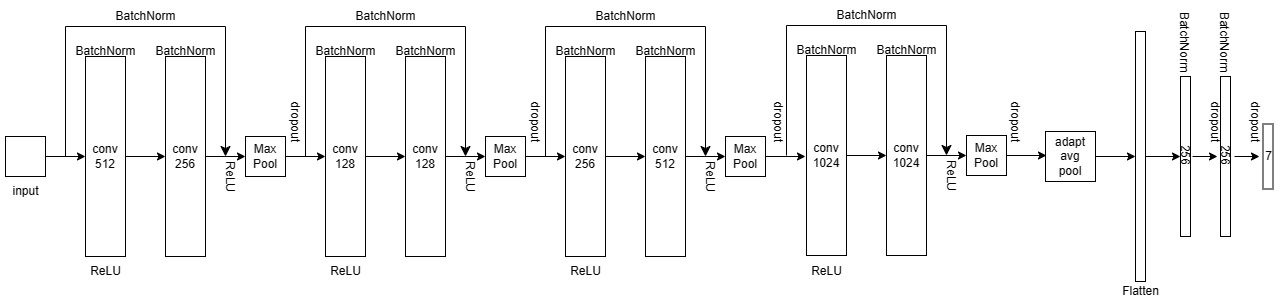 BatchNorm
BatchNorm
BatchNorm
BatchNorm
BatchNorm BatchNorm
BatchNorm BatchNorm
BatchNorm BatchNorm
BatchNorm BatchNorm
BatchNorm
BatchNorm
input
conv
512
conv
256
ReLU
Max
Pool
dropout
conv
128
conv
128
ReLU
Max
Pool
dropout
conv
256
conv
512
ReLU
Max
Pool
dropout
conv
1024
conv
1024
ReLU
Max
Pool
dropout
adapt
avg
pool
256
dropout
256
dropout
7
ReLU
ReLU
ReLU
ReLU
Flatten